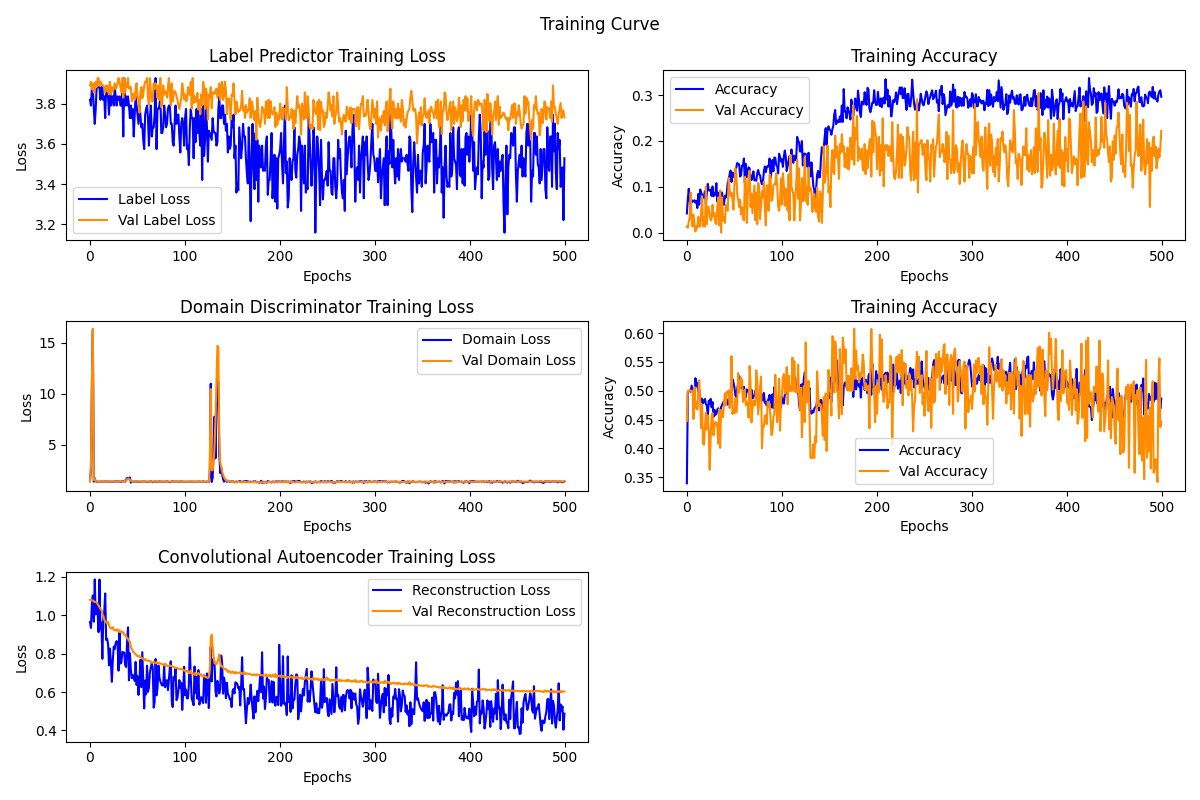 Training Curve
Label Predictor Training Loss
Loss
3.8
3.6
3.4
3.2
Label Loss
Val Label Loss
0 100 200 300 400 500
Epochs
Training Accuracy
Accuracy
0.3
0.2
0.1
0.0
Accuracy
Val Accuracy
0 100 200 300 400 500
Epochs
Domain Discriminator Training Loss
Loss
15
10
5
Domain Loss
Val Domain Loss
0 100 200 300 400 500
Epochs
Training Accuracy
Accuracy
0.60
0.55
0.50
0.45
0.40
0.35
Accuracy
Val Accuracy
0 100 200 300 400 500
Epochs
Convolutional Autoencoder Training Loss
Loss
1.2
1.0
0.8
0.6
0.4
Reconstruction Loss
Val Reconstruction Loss
0 100 200 300 400 500
Epochs